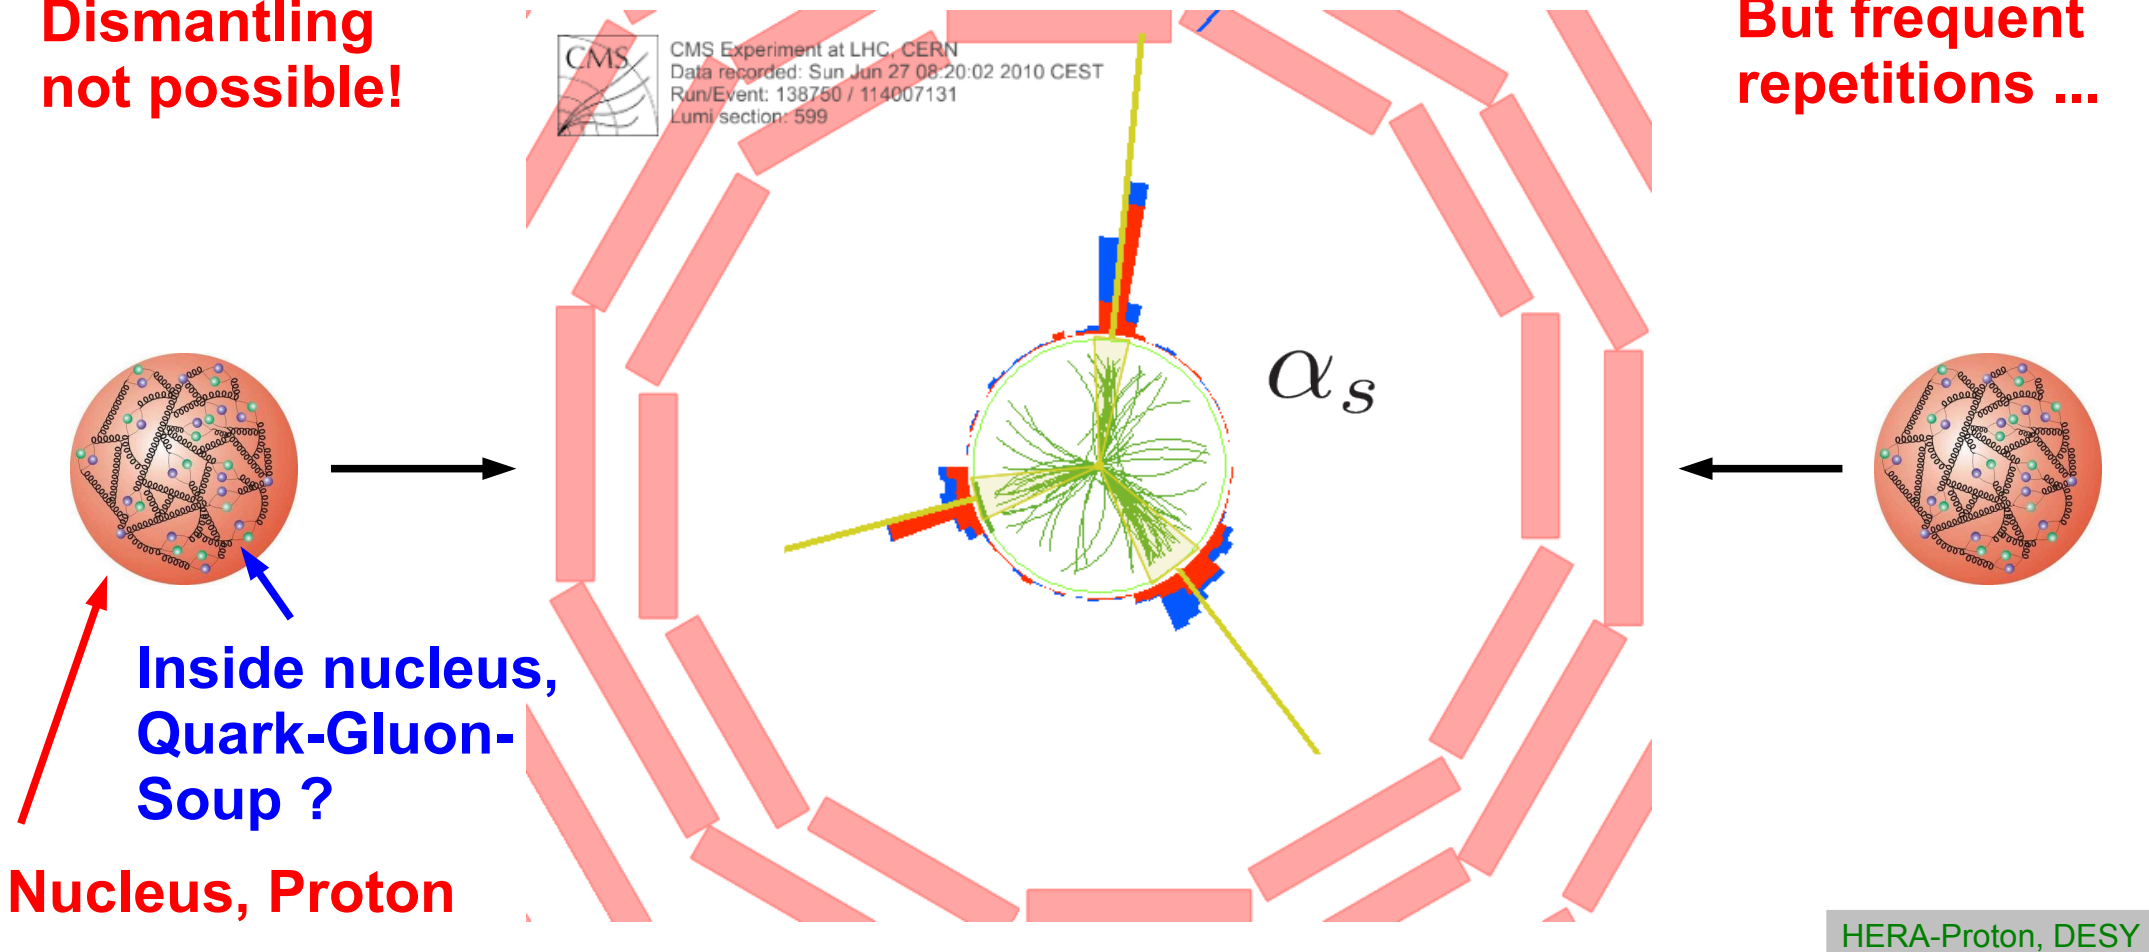 Dismantling
not possible!
But frequent
repetitions ...
CMS
CMS Experiment at LHC, CERN
Data recorded: Sun Jun 27 08:20:02 2010 CEST
Run/Event: 138750 / 114007131
Lumi section: 599
αs
Inside nucleus,
Quark-Gluon-
Soup ?
Nucleus, Proton
HERA-Proton, DESY